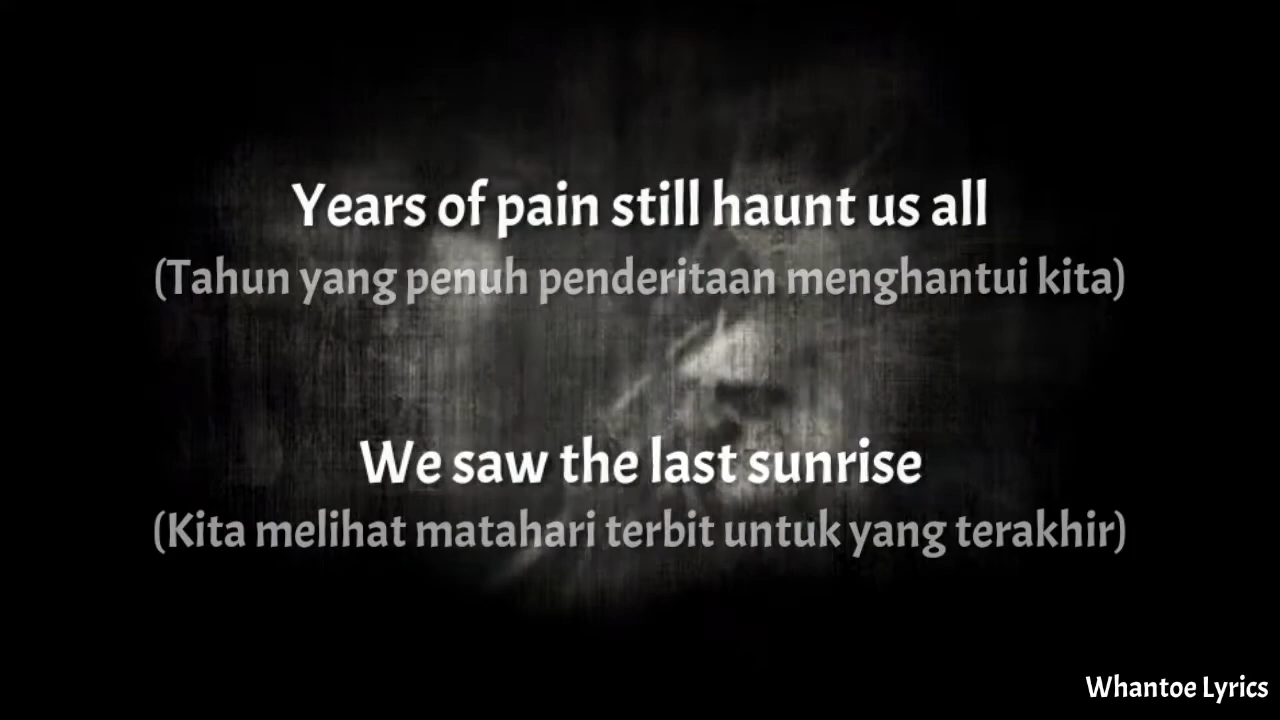 Years of pain still haunt us all
(Tahun yang penuh penderitaan menghantui kita)
We saw the last sunrise
(Kita melihat matahari terbit untuk yang terakhir)
Whantoe Lyrics